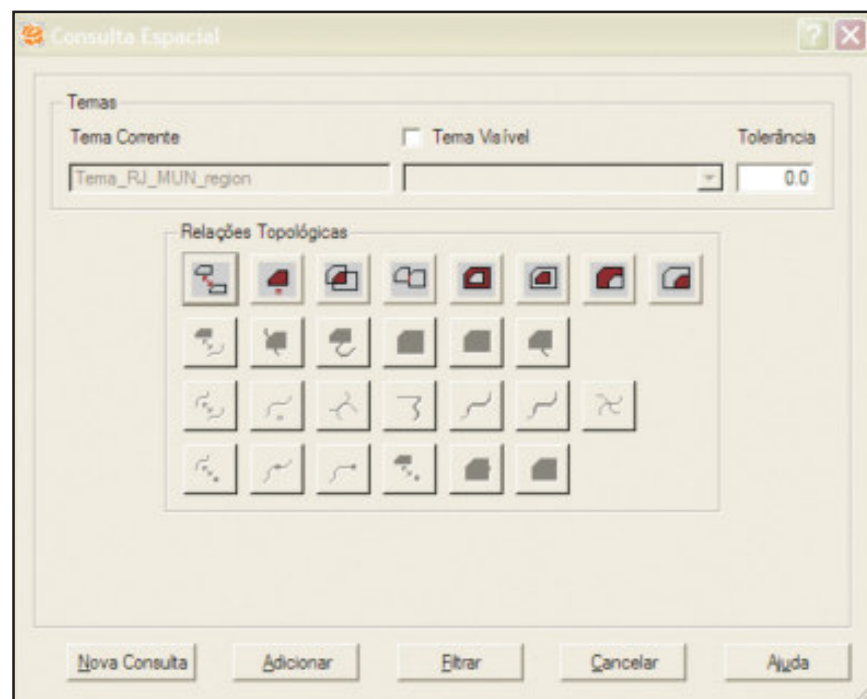 Consulta Espacial
Temas
Tema Corrente
Tema Visível
Tolerância
Tema_RJ_MUN_region
0.0
Relações Topológicas
Nova Consulta
Adicionar
Filtrar
Cancelar
Ajuda